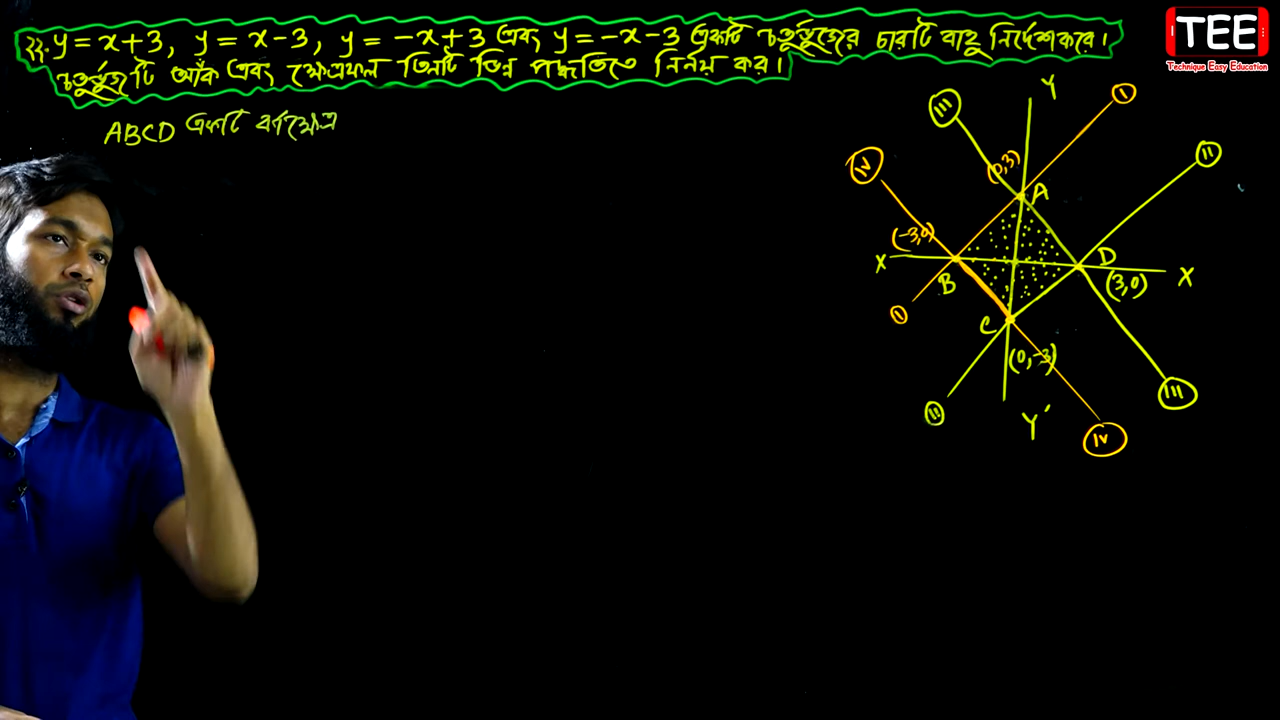 ২২. y = x+3, y = x-3, y = -x+3 এবং y = -x-3 একটি চতুর্ভুজের চারটি বাহু নির্দেশ করে।
চতুর্ভুজটি আঁক এবং ক্ষেত্রফল তিনটি ভিন্ন পদ্ধতিতে নির্ণয় কর।
TEE
Technique Easy Education
ABCD একটি বর্গক্ষেত্র
Y
I
III
II
IV
(0,3)
A
(-3,0)
X
B
D
X
(3,0)
I
C
(0,-3)
III
II
Y′
IV